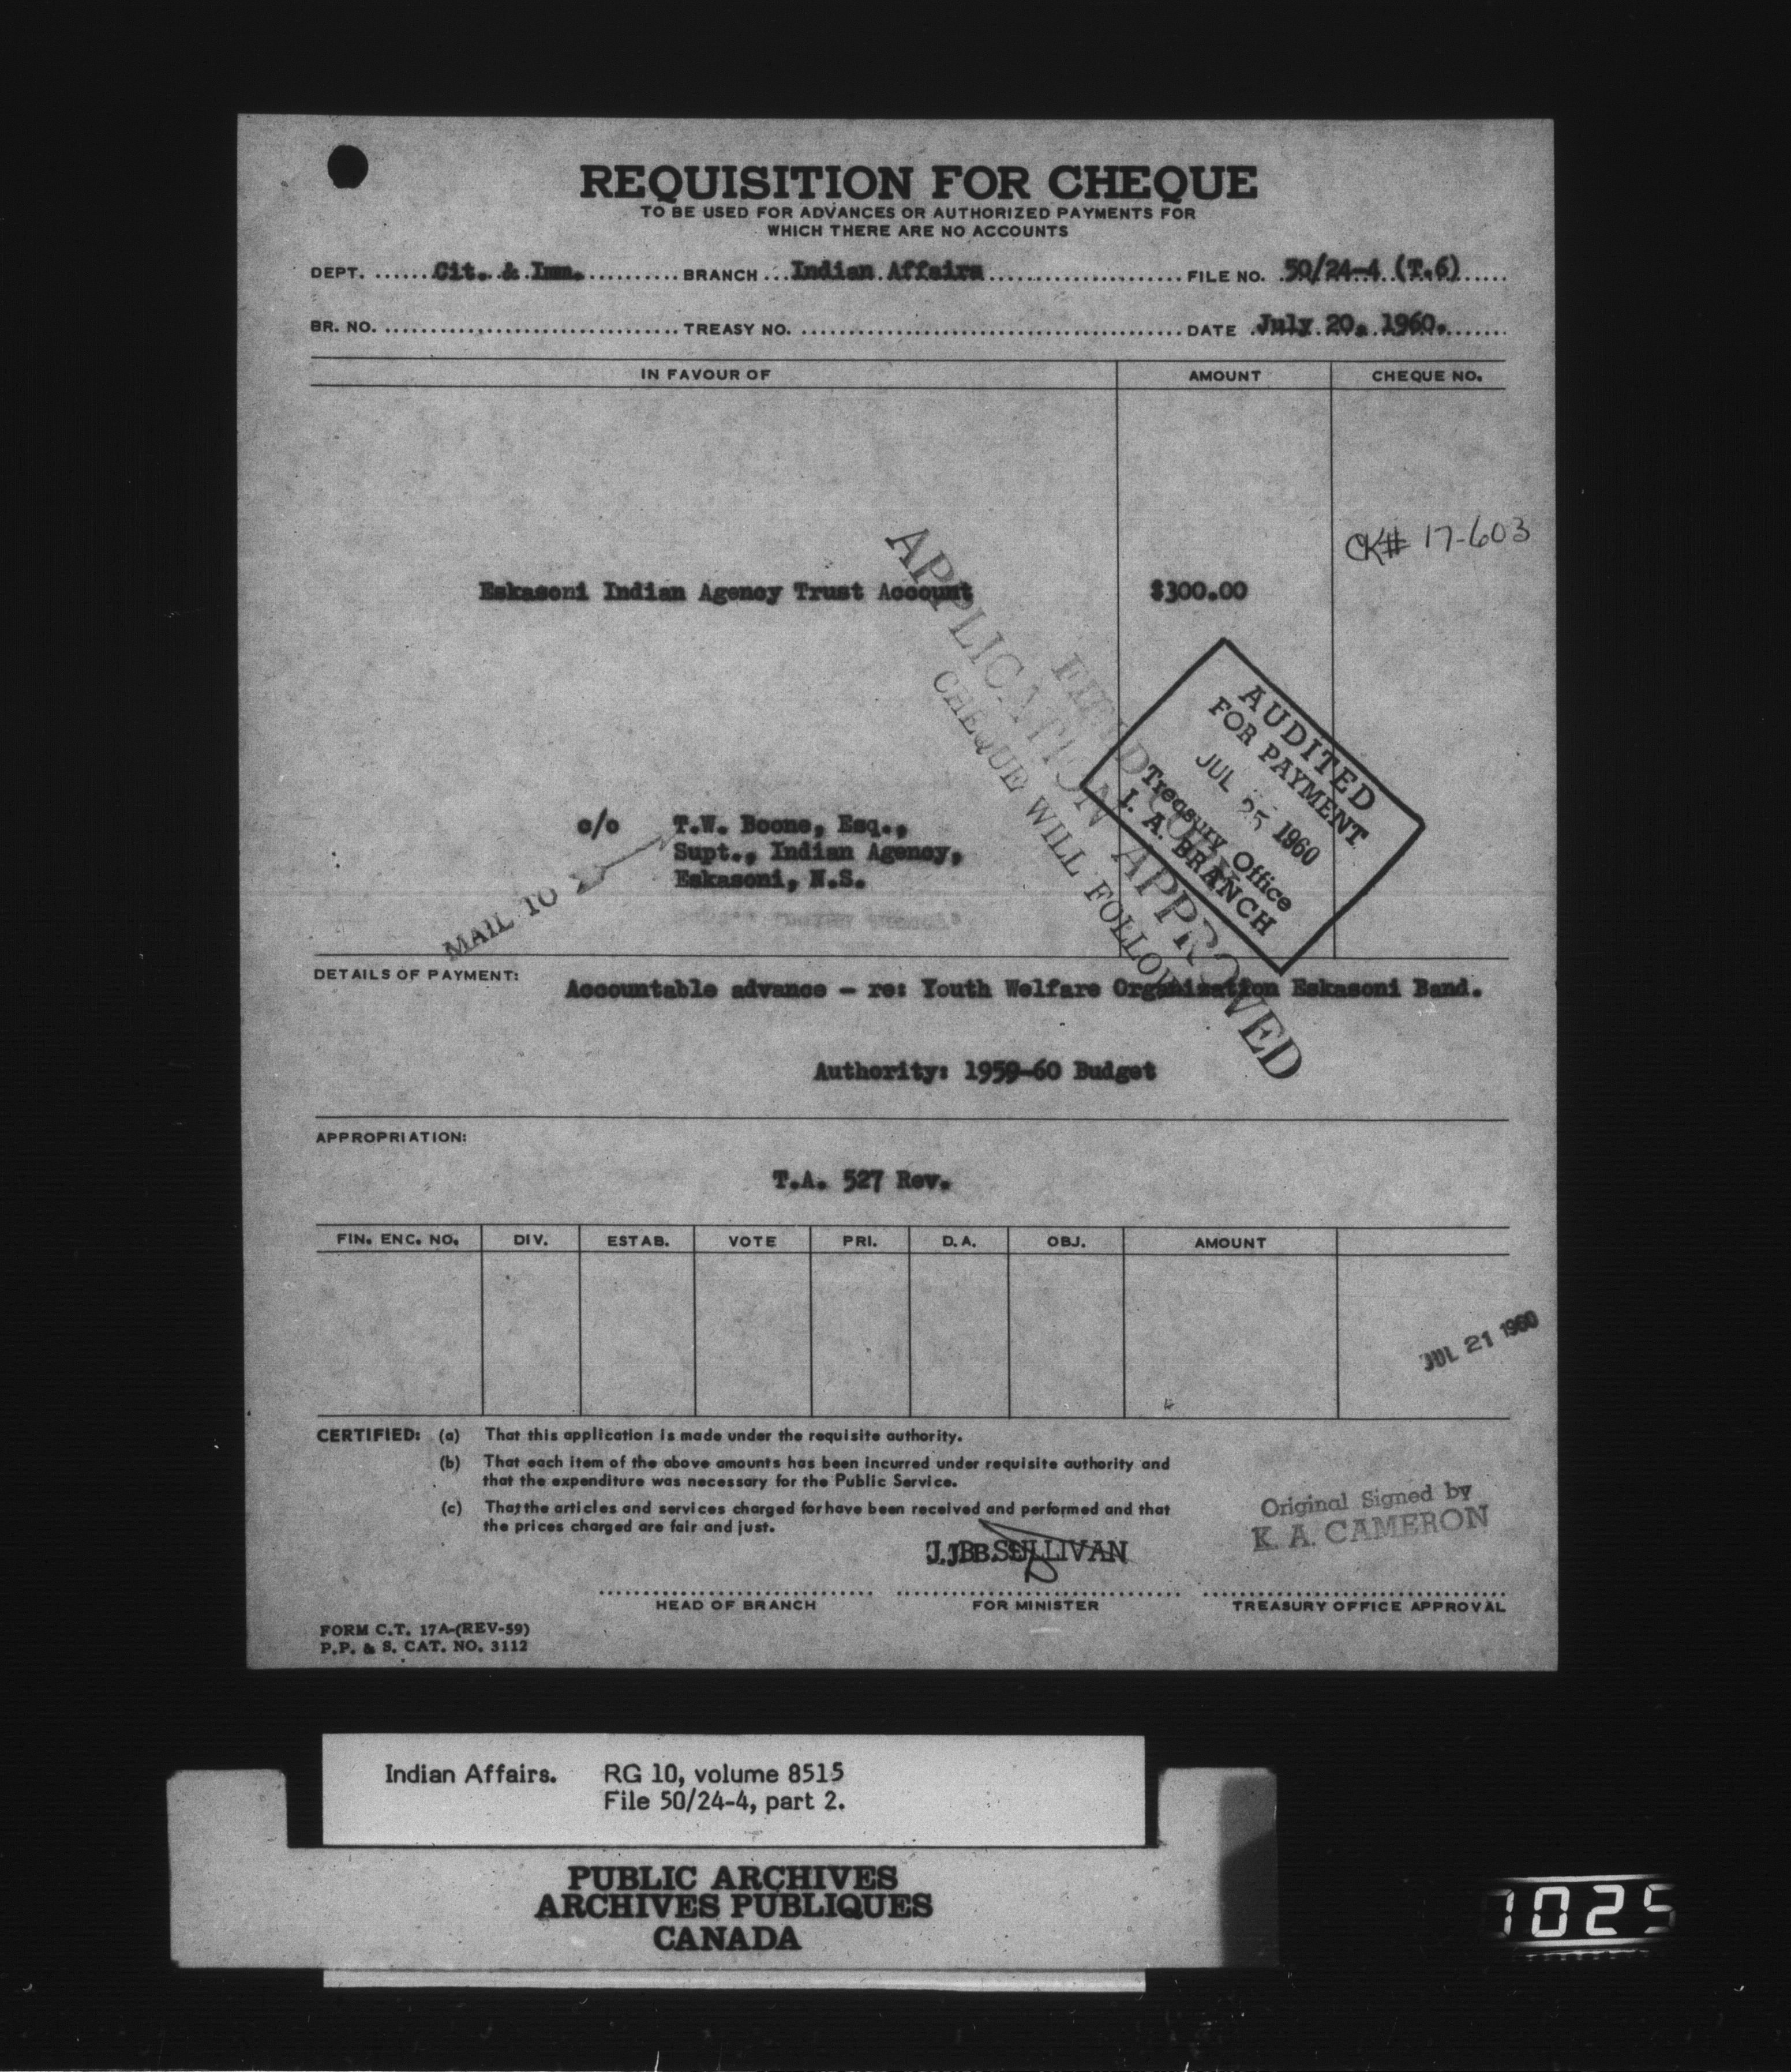 REQUISITION FOR CHEQUE
TO BE USED FOR ADVANCES OR AUTHORIZED PAYMENTS FOR
WHICH THERE ARE NO ACCOUNTS
DEPT. Cit. & Imm. BRANCH Indian Affairs FILE NO. 50/24-4 (T.6)
BR. NO. TREASY NO. DATE July 20, 1960.
IN FAVOUR OF AMOUNT CHEQUE NO.
CK# 17-603
Eskasoni Indian Agency Trust Account $300.00
APPLICATION APPROVED
CHEQUE WILL FOLLOW
FIELD COPY
AUDITED
FOR PAYMENT
JUL 25 1960
Treasury Office
I. A. BRANCH
c/o T.W. Boone, Esq.,
Supt., Indian Agency,
Eskasoni, N.S.
MAIL TO
DETAILS OF PAYMENT: Accountable advance - re: Youth Welfare Organization Eskasoni Band.
Authority: 1959-60 Budget
APPROPRIATION:
T.A. 527 Rev.
FIN. ENC. NO. DIV. ESTAB. VOTE PRI. D.A. OBJ. AMOUNT
JUL 21 1960
CERTIFIED: (a) That this application is made under the requisite authority.
(b) That each item of the above amounts has been incurred under requisite authority and
that the expenditure was necessary for the Public Service.
(c) That the articles and services charged for have been received and performed and that
the prices charged are fair and just.
Original Signed by
K. A. CAMERON
SULLIVAN
HEAD OF BRANCH FOR MINISTER TREASURY OFFICE APPROVAL
FORM C.T. 17A-(REV-59)
P.P. & S. CAT. NO. 3112
Indian Affairs. RG 10, volume 8515
File 50/24-4, part 2.
PUBLIC ARCHIVES
ARCHIVES PUBLIQUES
CANADA
1025